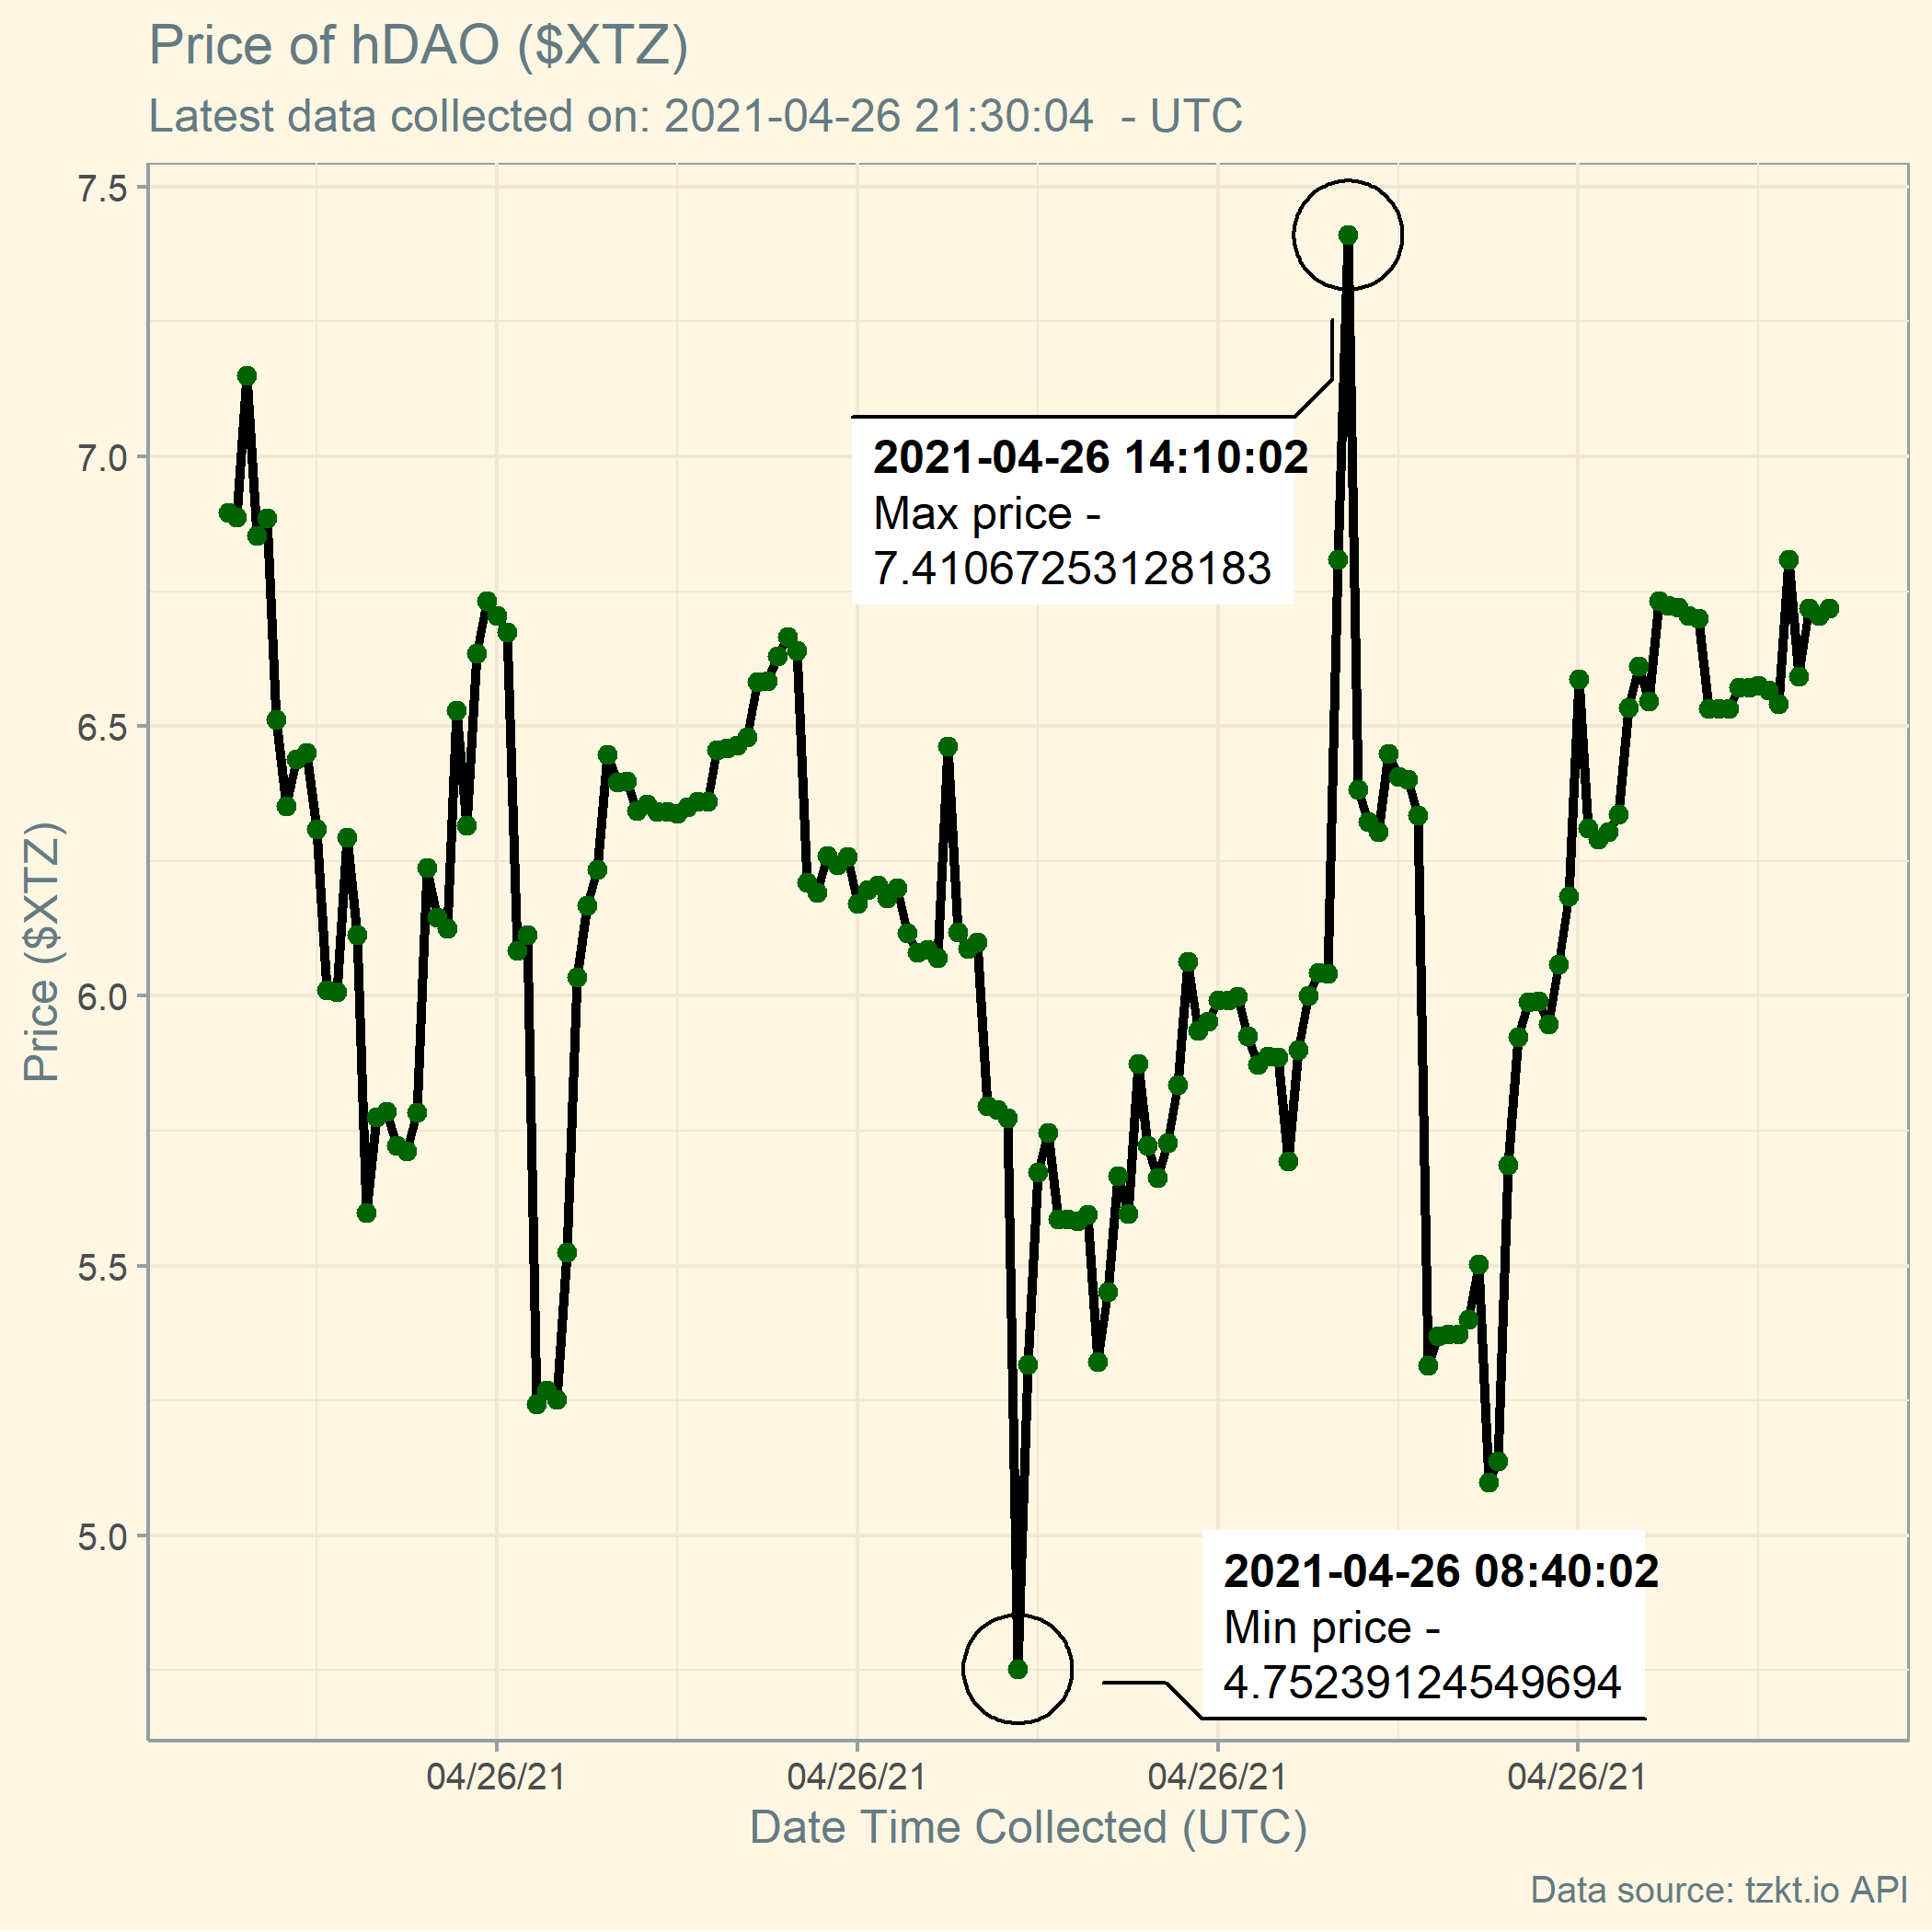 Price of hDAO ($XTZ)
Latest data collected on: 2021-04-26 21:30:04  - UTC
7.5
7.0
6.5
6.0
5.5
5.0
Price ($XTZ)
2021-04-26 14:10:02
Max price -
7.41067253128183
2021-04-26 08:40:02
Min price -
4.75239124549694
04/26/21
04/26/21
04/26/21
04/26/21
Date Time Collected (UTC)
Data source: tzkt.io API